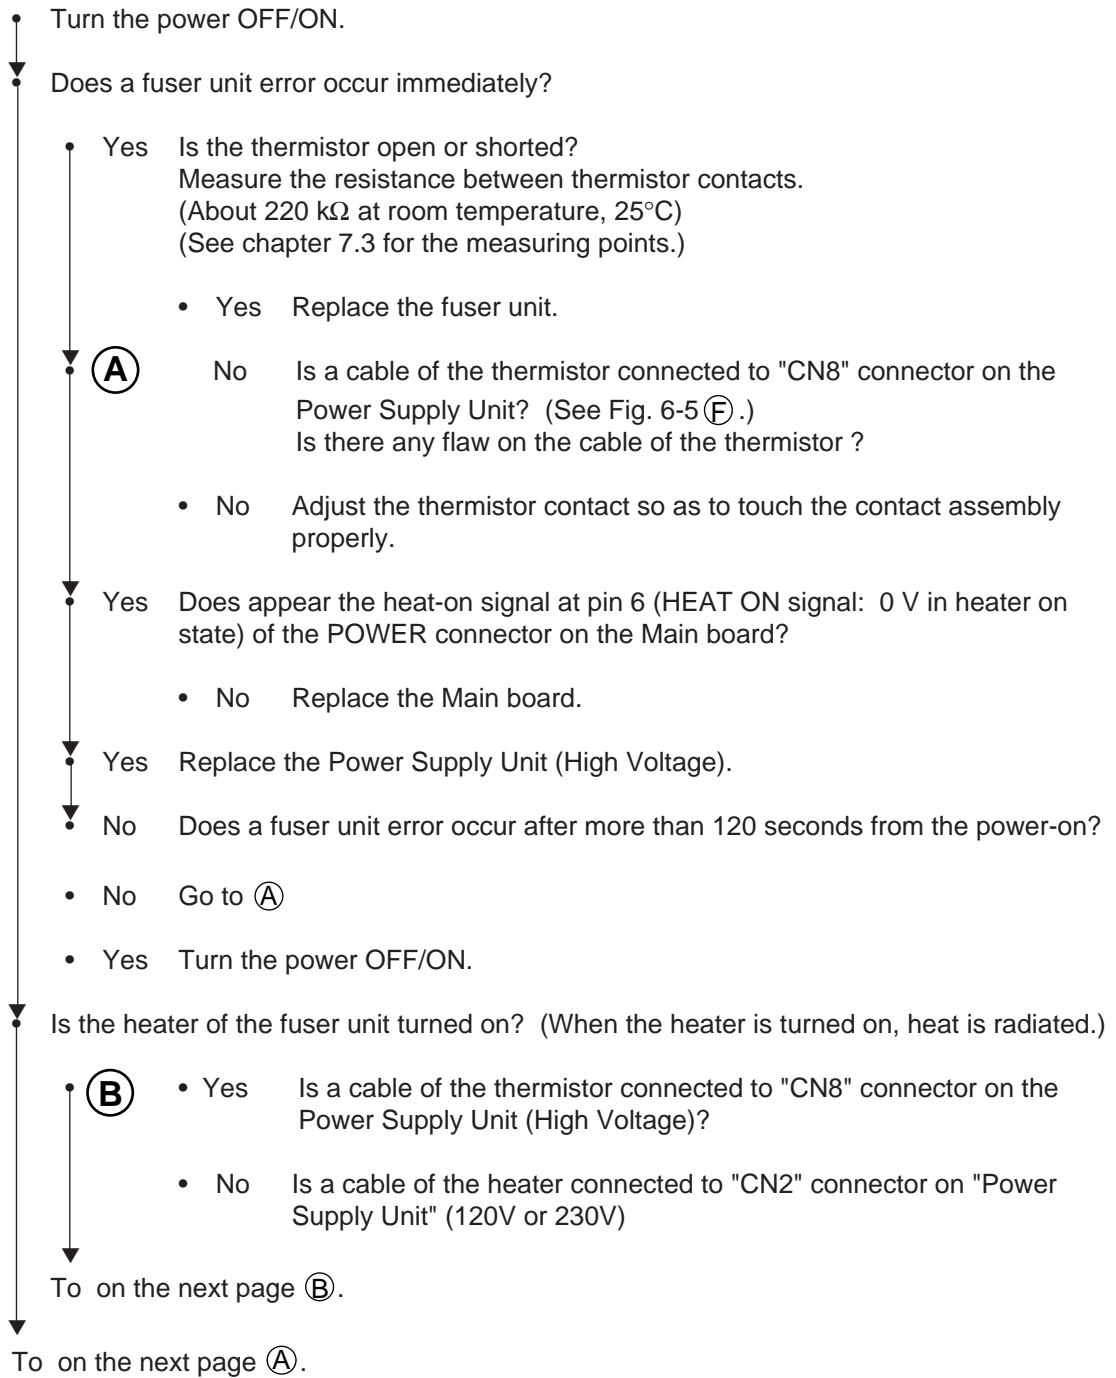 • Turn the power OFF/ON.
• Does a fuser unit error occur immediately?
• Yes Is the thermistor open or shorted?
Measure the resistance between thermistor contacts.
(About 220 kΩ at room temperature, 25°C)
(See chapter 7.3 for the measuring points.)
• Yes Replace the fuser unit.
• Ⓐ No Is a cable of the thermistor connected to "CN8" connector on the
Power Supply Unit? (See Fig. 6-5 Ⓕ .)
Is there any flaw on the cable of the thermistor ?
• No Adjust the thermistor contact so as to touch the contact assembly
properly.
• Yes Does appear the heat-on signal at pin 6 (HEAT ON signal: 0 V in heater on
state) of the POWER connector on the Main board?
• No Replace the Main board.
• Yes Replace the Power Supply Unit (High Voltage).
• No Does a fuser unit error occur after more than 120 seconds from the power-on?
• No Go to Ⓐ
• Yes Turn the power OFF/ON.
• Is the heater of the fuser unit turned on? (When the heater is turned on, heat is radiated.)
• Ⓑ • Yes Is a cable of the thermistor connected to "CN8" connector on the
Power Supply Unit (High Voltage)?
• No Is a cable of the heater connected to "CN2" connector on "Power
Supply Unit" (120V or 230V)
To on the next page Ⓑ.
To on the next page Ⓐ.